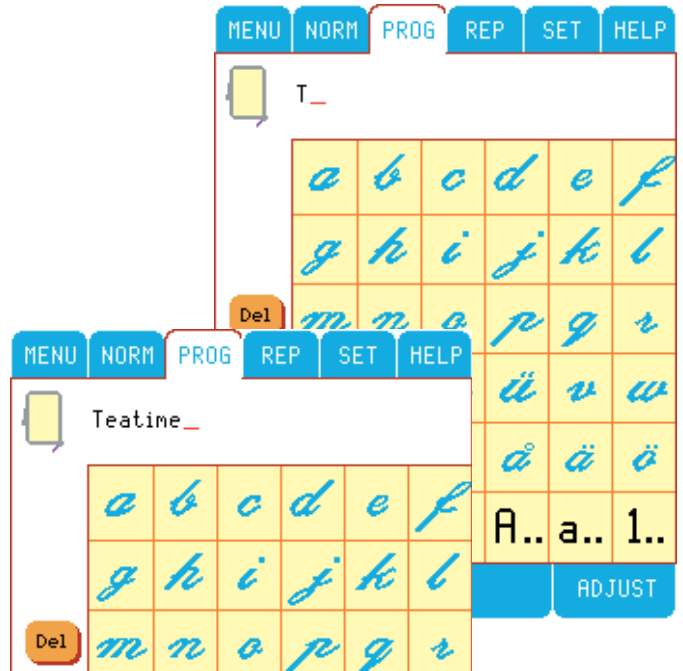 MENU NORM PROG REP SET HELP
T_
a b c d e f
g h i j k l
Del m n o p q r
ü v w
å ä ö
A.. a.. 1..
ADJUST
MENU NORM PROG REP SET HELP
Teatime_
a b c d e f
g h i j k l
Del m n o p q r